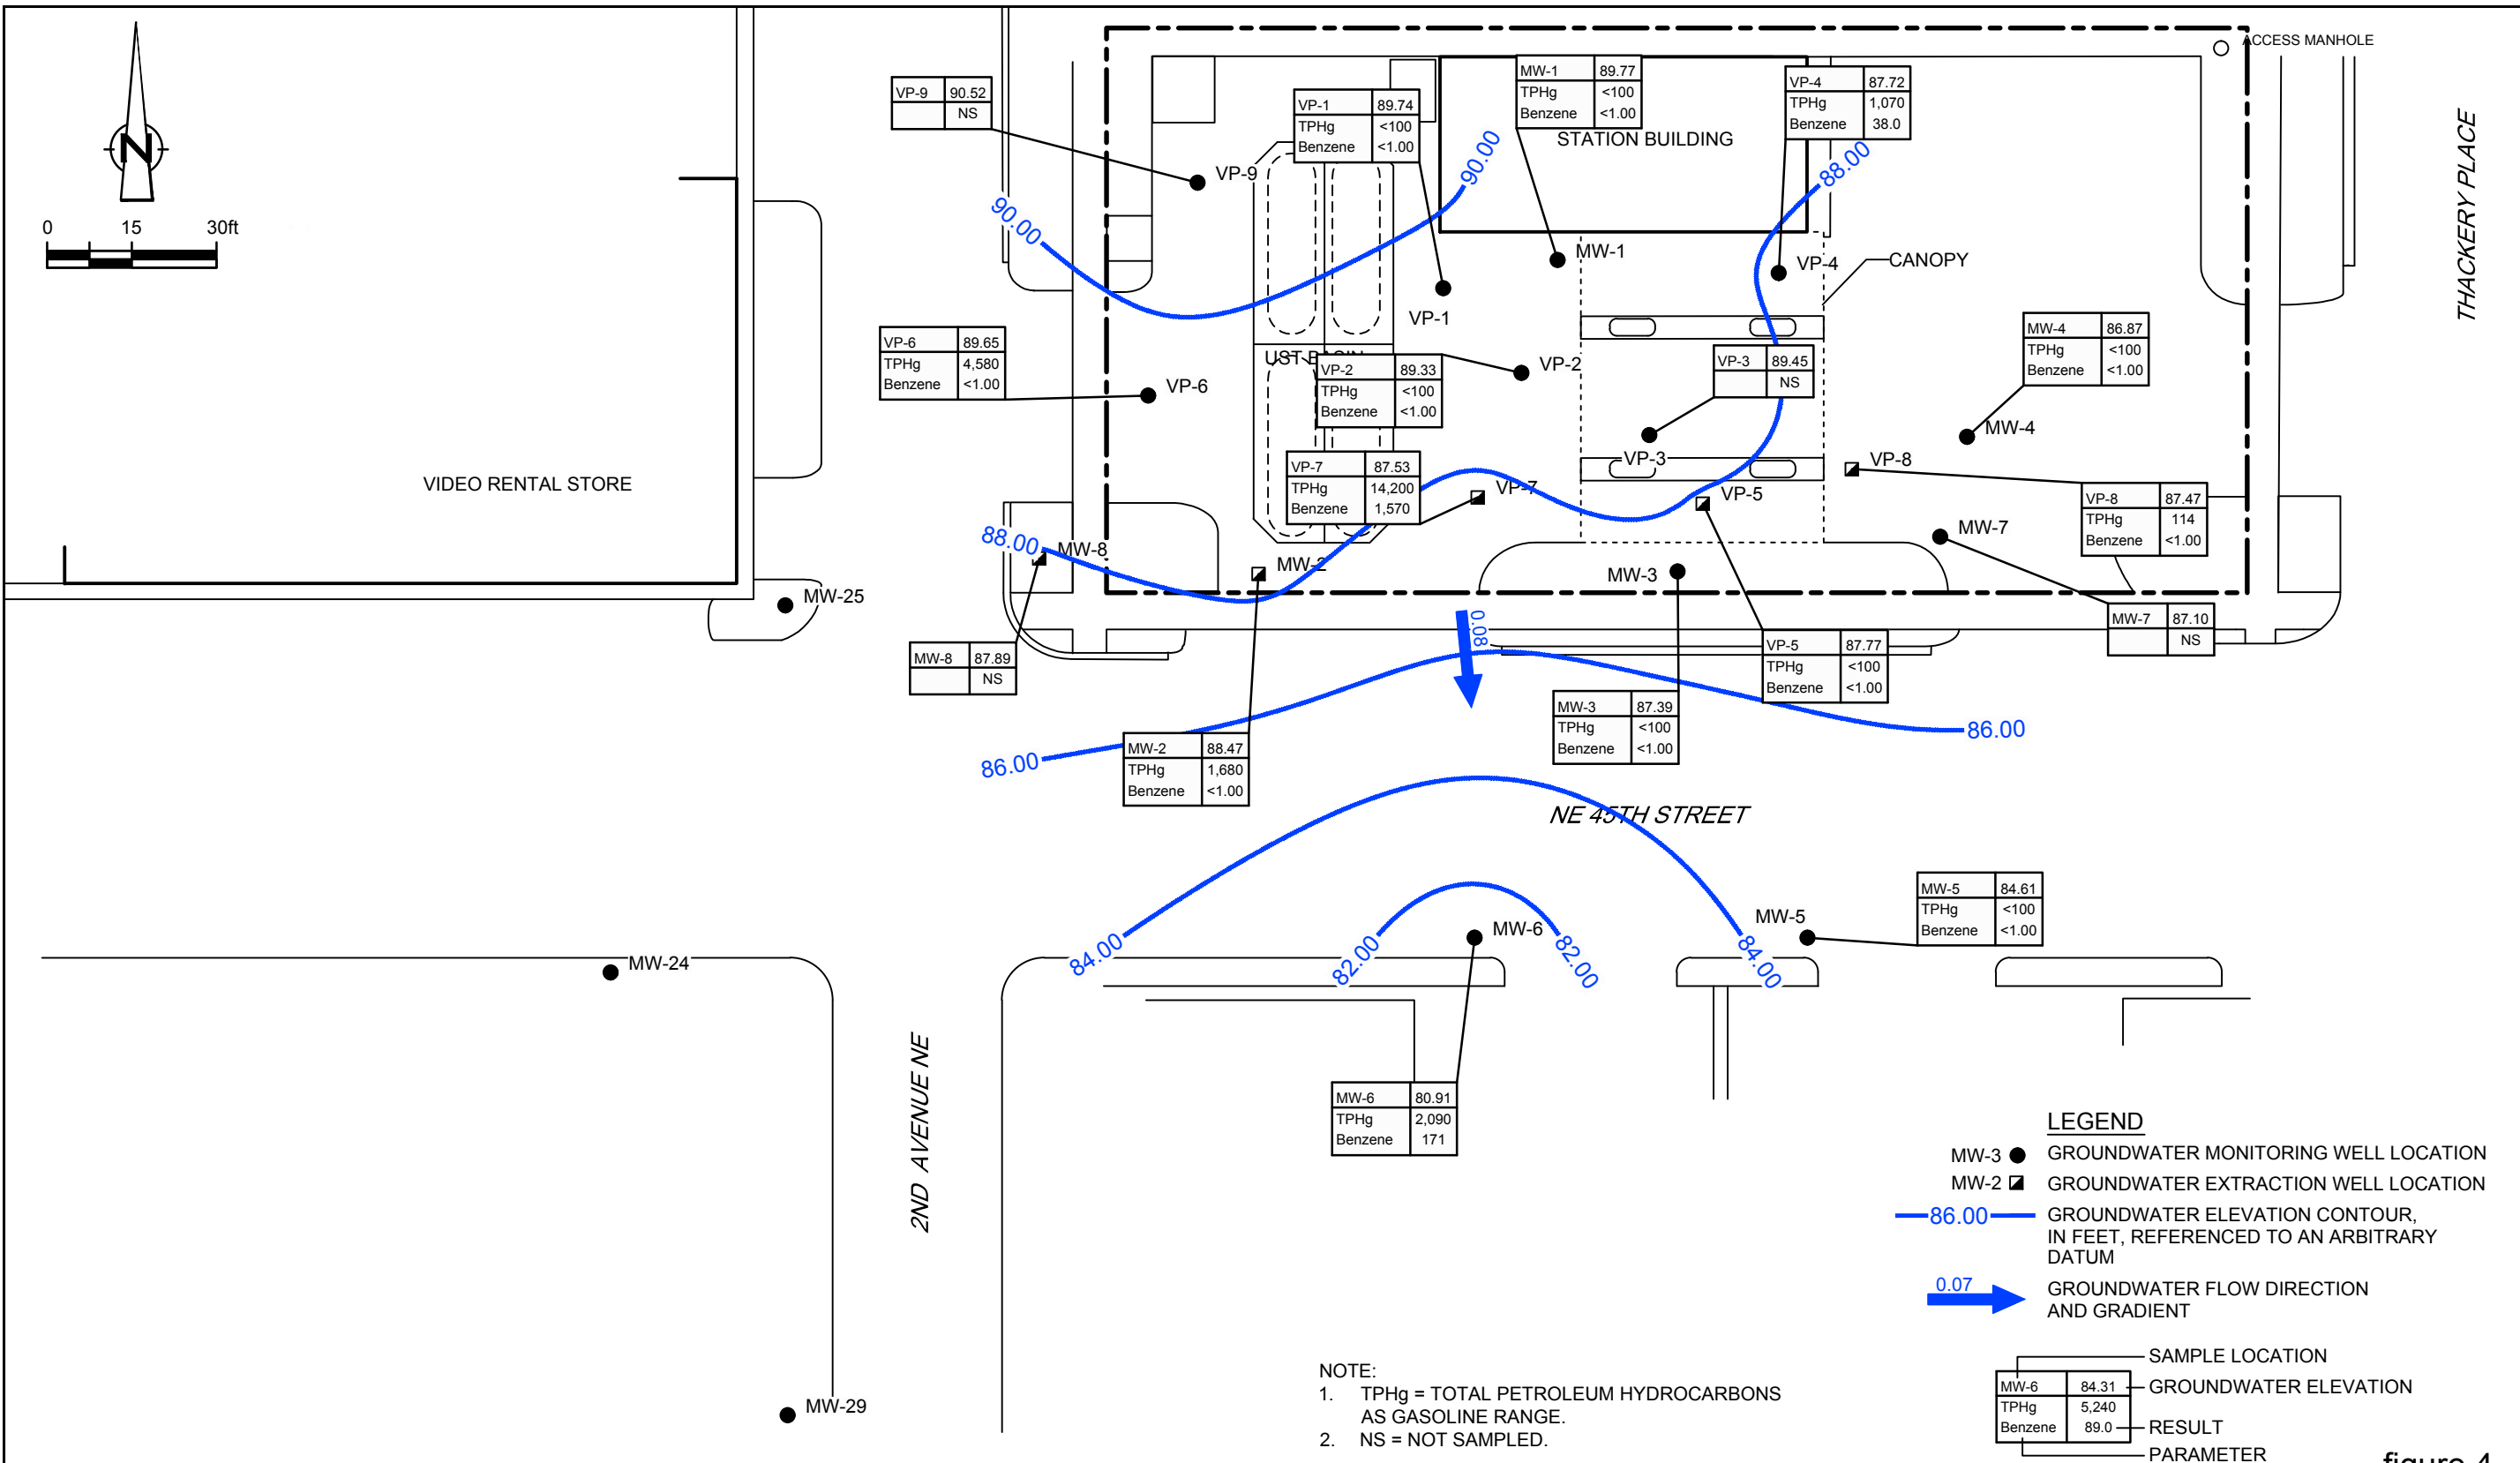 ACCESS MANHOLE
THACKERY PLACE
N
0 15 30ft
VP-9 90.52
NS
VP-9
VP-1 89.74
TPHg <100
Benzene <1.00
MW-1 89.77
TPHg <100
Benzene <1.00
STATION BUILDING
VP-4 87.72
TPHg 1,070
Benzene 38.0
90.00
90.00
88.00
MW-1
VP-4
CANOPY
VP-1
VP-6 89.65
TPHg 4,580
Benzene <1.00
VP-6
UST BASIN
VP-2 89.33
TPHg <100
Benzene <1.00
VP-2
VP-3 89.45
NS
VP-3
MW-4 86.87
TPHg <100
Benzene <1.00
MW-4
VP-8
VP-7 87.53
TPHg 14,200
Benzene 1,570
VP-7
VP-5
VP-8 87.47
TPHg 114
Benzene <1.00
VIDEO RENTAL STORE
88.00
MW-8
MW-2
MW-3
MW-7
MW-25
0.08
MW-7 87.10
NS
MW-8 87.89
NS
VP-5 87.77
TPHg <100
Benzene <1.00
MW-3 87.39
TPHg <100
Benzene <1.00
86.00
86.00
MW-2 88.47
TPHg 1,680
Benzene <1.00
NE 45TH STREET
MW-5 84.61
TPHg <100
Benzene <1.00
MW-5
MW-6
84.00
82.00
82.00
84.00
MW-24
2ND AVENUE NE
MW-6 80.91
TPHg 2,090
Benzene 171
MW-29
LEGEND
MW-3 GROUNDWATER MONITORING WELL LOCATION
MW-2 GROUNDWATER EXTRACTION WELL LOCATION
86.00 GROUNDWATER ELEVATION CONTOUR,
IN FEET, REFERENCED TO AN ARBITRARY
DATUM
0.07 GROUNDWATER FLOW DIRECTION
AND GRADIENT
SAMPLE LOCATION
MW-6 84.31 GROUNDWATER ELEVATION
TPHg 5,240
Benzene 89.0 RESULT
PARAMETER
NOTE:
1. TPHg = TOTAL PETROLEUM HYDROCARBONS
AS GASOLINE RANGE.
2. NS = NOT SAMPLED.
figure 4